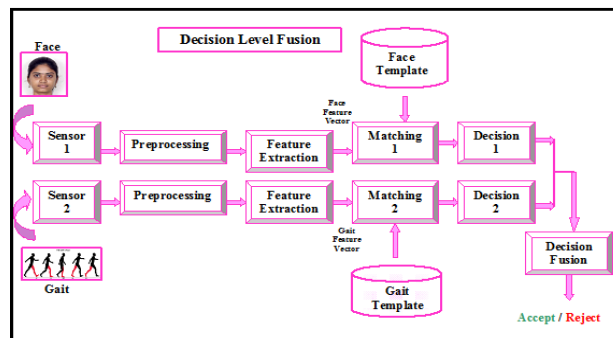 Decision Level Fusion
Face
Face
Template
Face
Feature
Vector
Sensor
1
Preprocessing
Feature
Extraction
Matching
1
Decision
1
Sensor
2
Preprocessing
Feature
Extraction
Matching
2
Decision
2
Gait
Feature
Vector
Decision
Fusion
Gait
Gait
Template
Accept / Reject